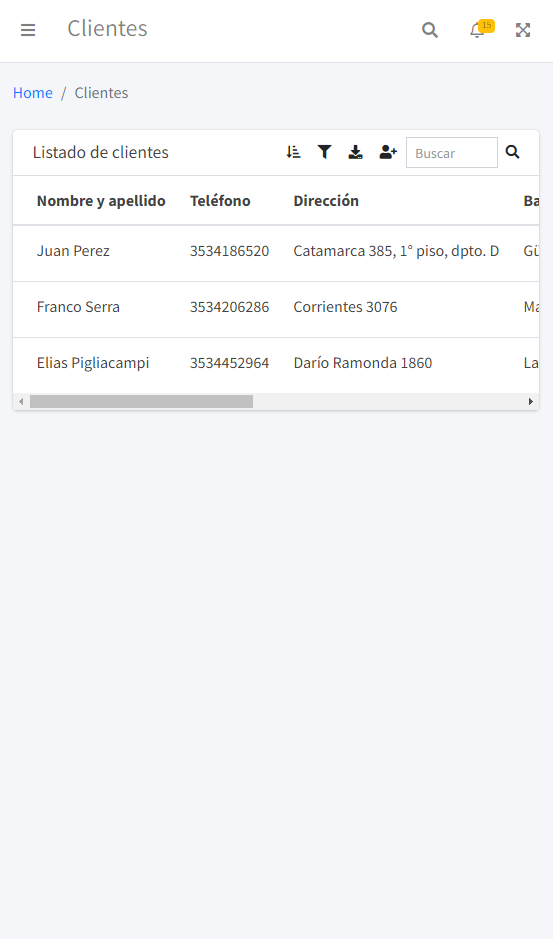 Clientes
15
Home / Clientes
Listado de clientes Buscar
Nombre y apellido Teléfono Dirección Ba
Juan Perez 3534186520 Catamarca 385, 1° piso, dpto. D Gü
Franco Serra 3534206286 Corrientes 3076 Ma
Elias Pigliacampi 3534452964 Darío Ramonda 1860 La